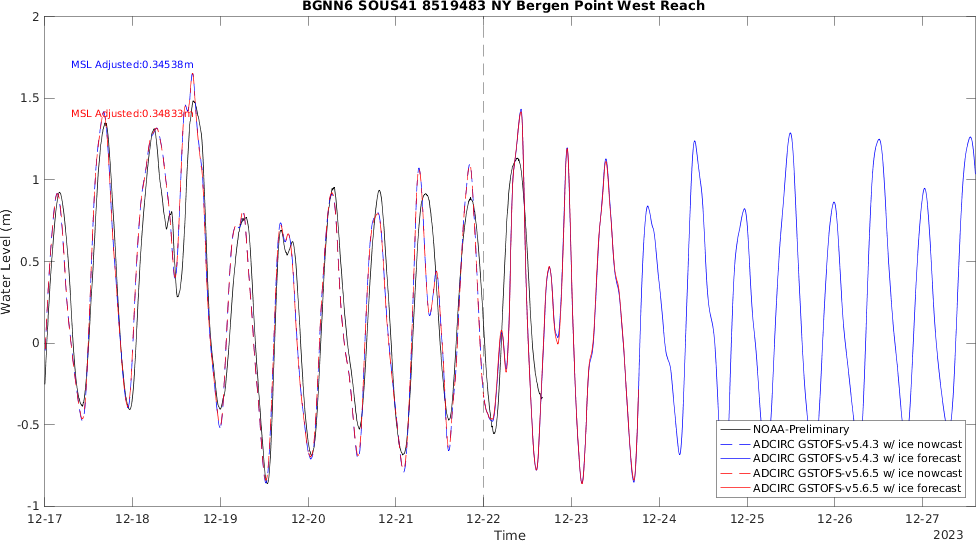 BGNN6 SOUS41 8519483 NY Bergen Point West Reach
2
1.5
1
0.5
0
-0.5
-1
Water Level (m)
MSL Adjusted:0.34538m
MSL Adjusted:0.34833m
NOAA-Preliminary
ADCIRC GSTOFS-v5.4.3 w/ ice nowcast
ADCIRC GSTOFS-v5.4.3 w/ ice forecast
ADCIRC GSTOFS-v5.6.5 w/ ice nowcast
ADCIRC GSTOFS-v5.6.5 w/ ice forecast
12-17 12-18 12-19 12-20 12-21 12-22 12-23 12-24 12-25 12-26 12-27
Time
2023